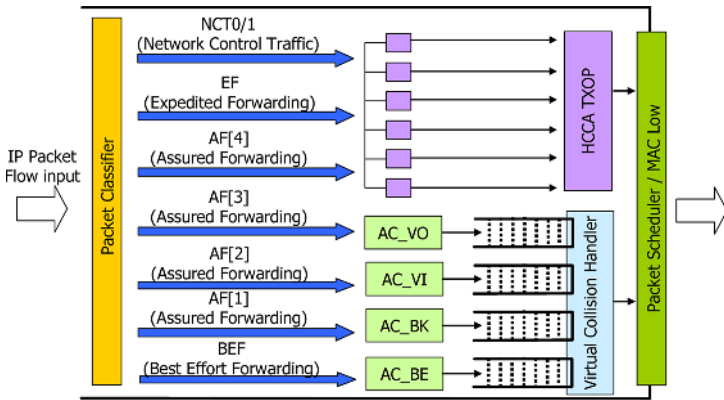 IP Packet
Flow input
Packet Classifier
NCT0/1
(Network Control Traffic)
EF
(Expedited Forwarding)
AF[4]
(Assured Forwarding)
AF[3]
(Assured Forwarding)
AF[2]
(Assured Forwarding)
AF[1]
(Assured Forwarding)
BEF
(Best Effort Forwarding)
AC_VO
AC_VI
AC_BK
AC_BE
HCCA TXOP
Virtual Collision Handler
Packet Scheduler / MAC Low